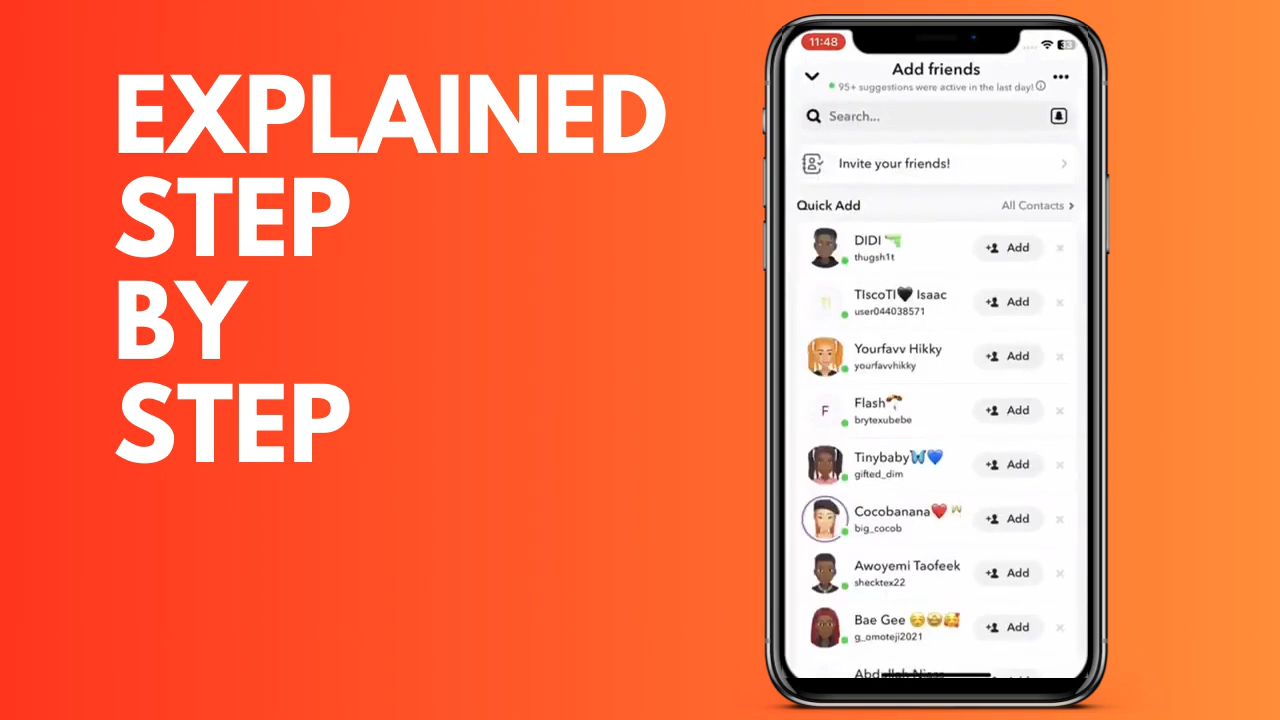 EXPLAINED
STEP
BY
STEP
11:48
33
Add friends
95+ suggestions were active in the last day!
Search...
Invite your friends!
Quick Add
All Contacts
DIDI
thugsh1t
Add
TIscoTI🖤 Isaac
user044038571
Add
Yourfavv Hikky
yourfavvhikky
Add
F
Flash
brytexubebe
Add
Tinybaby🦋💙
gifted_dim
Add
Cocobanana❤️
big_cocob
Add
Awoyemi Taofeek
shecktex22
Add
Bae Gee
g_omoteji2021
Add